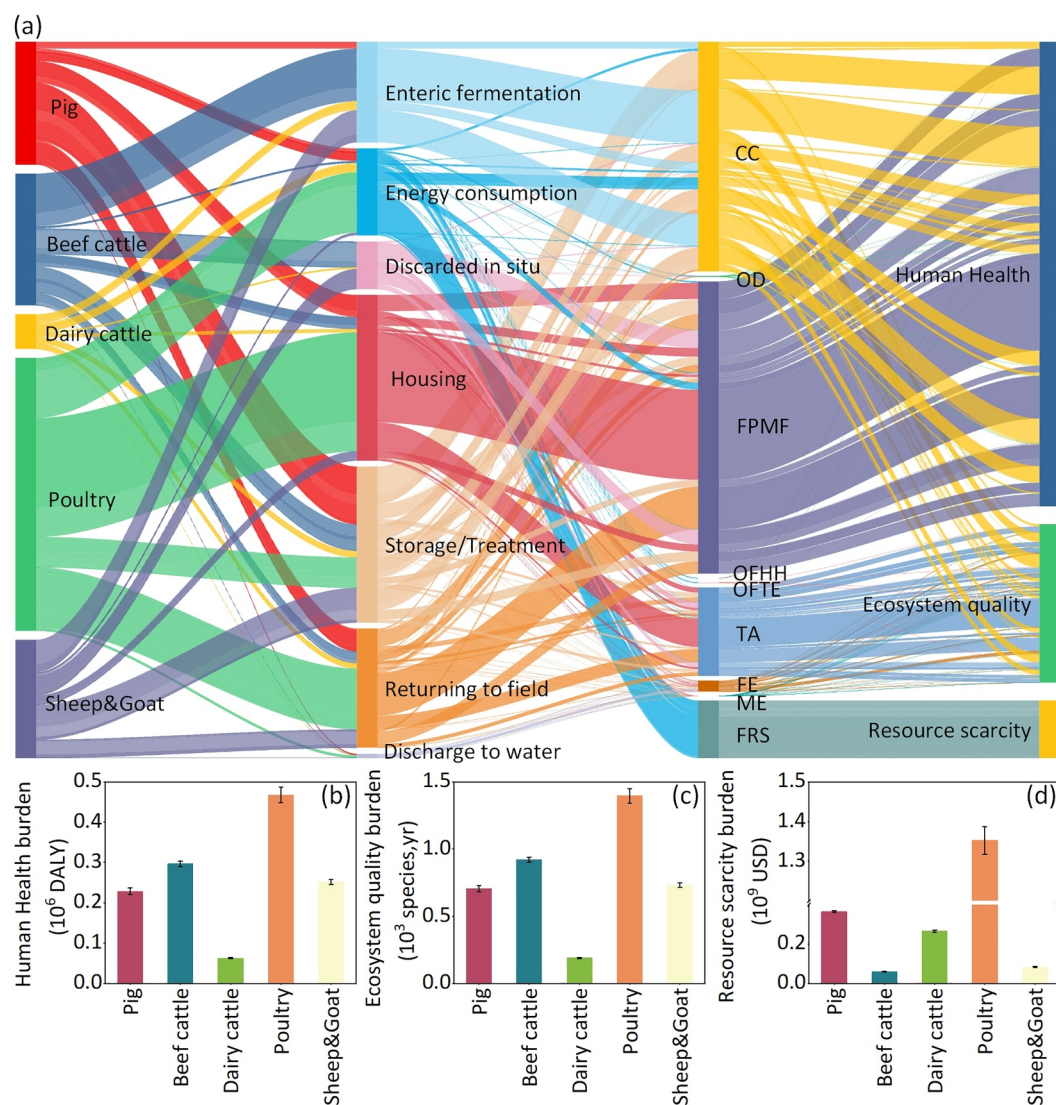 (a)
Pig
Beef cattle
Dairy cattle
Poultry
Sheep&Goat
Enteric fermentation
Energy consumption
Discarded in situ
Housing
Storage/Treatment
Returning to field
Discharge to water
CC
OD
FPMF
OFHH
OFTE
TA
FE
ME
FRS
Human Health
Ecosystem quality
Resource scarcity
(b)
Human Health burden
(10⁶ DALY)
0.5
0.4
0.3
0.2
0.1
0.0
Pig
Beef cattle
Dairy cattle
Poultry
Sheep&Goat
(c)
Ecosystem quality burden
(10³ species,yr)
1.5
1.0
0.5
0.0
Pig
Beef cattle
Dairy cattle
Poultry
Sheep&Goat
(d)
Resource scarcity burden
(10⁹ USD)
1.5
1.4
1.3
0.2
0.0
Pig
Beef cattle
Dairy cattle
Poultry
Sheep&Goat